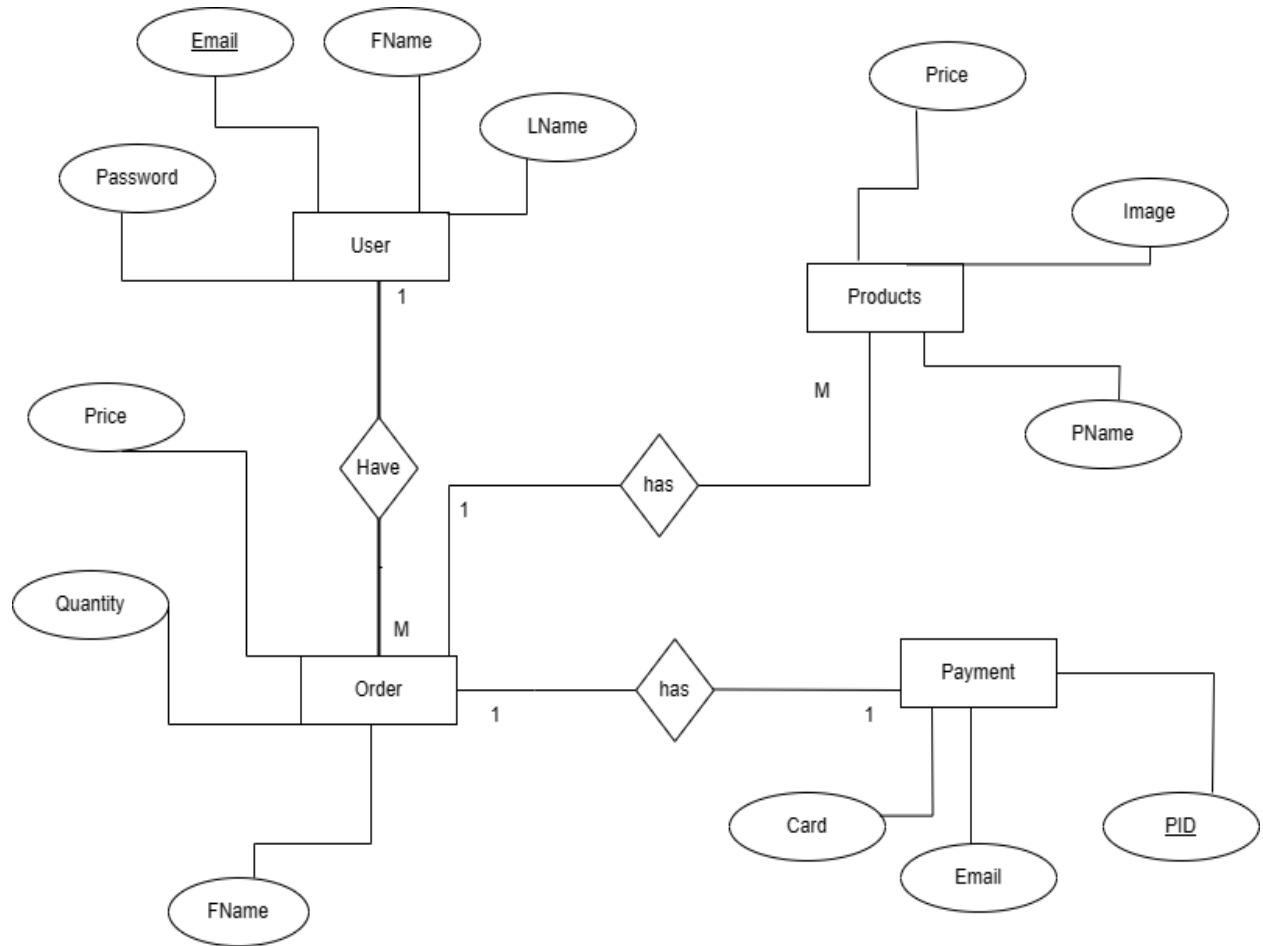 Email
FName
LName
Password
User
1
Price
Image
Products
PName
M
Price
Have
has
1
Quantity
M
Order
1
has
1
Payment
Card
Email
PID
FName